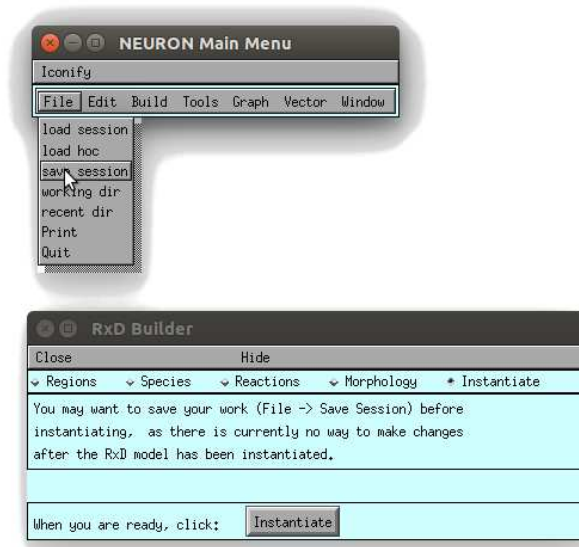 NEURON Main Menu
Iconify
File Edit Build Tools Graph Vector Window
load session
load hoc
save session
working dir
recent dir
Print
Quit
RxD Builder
Close Hide
Regions Species Reactions Morphology Instantiate
You may want to save your work (File -> Save Session) before
instantiating, as there is currently no way to make changes
after the RxD model has been instantiated.
When you are ready, click: Instantiate